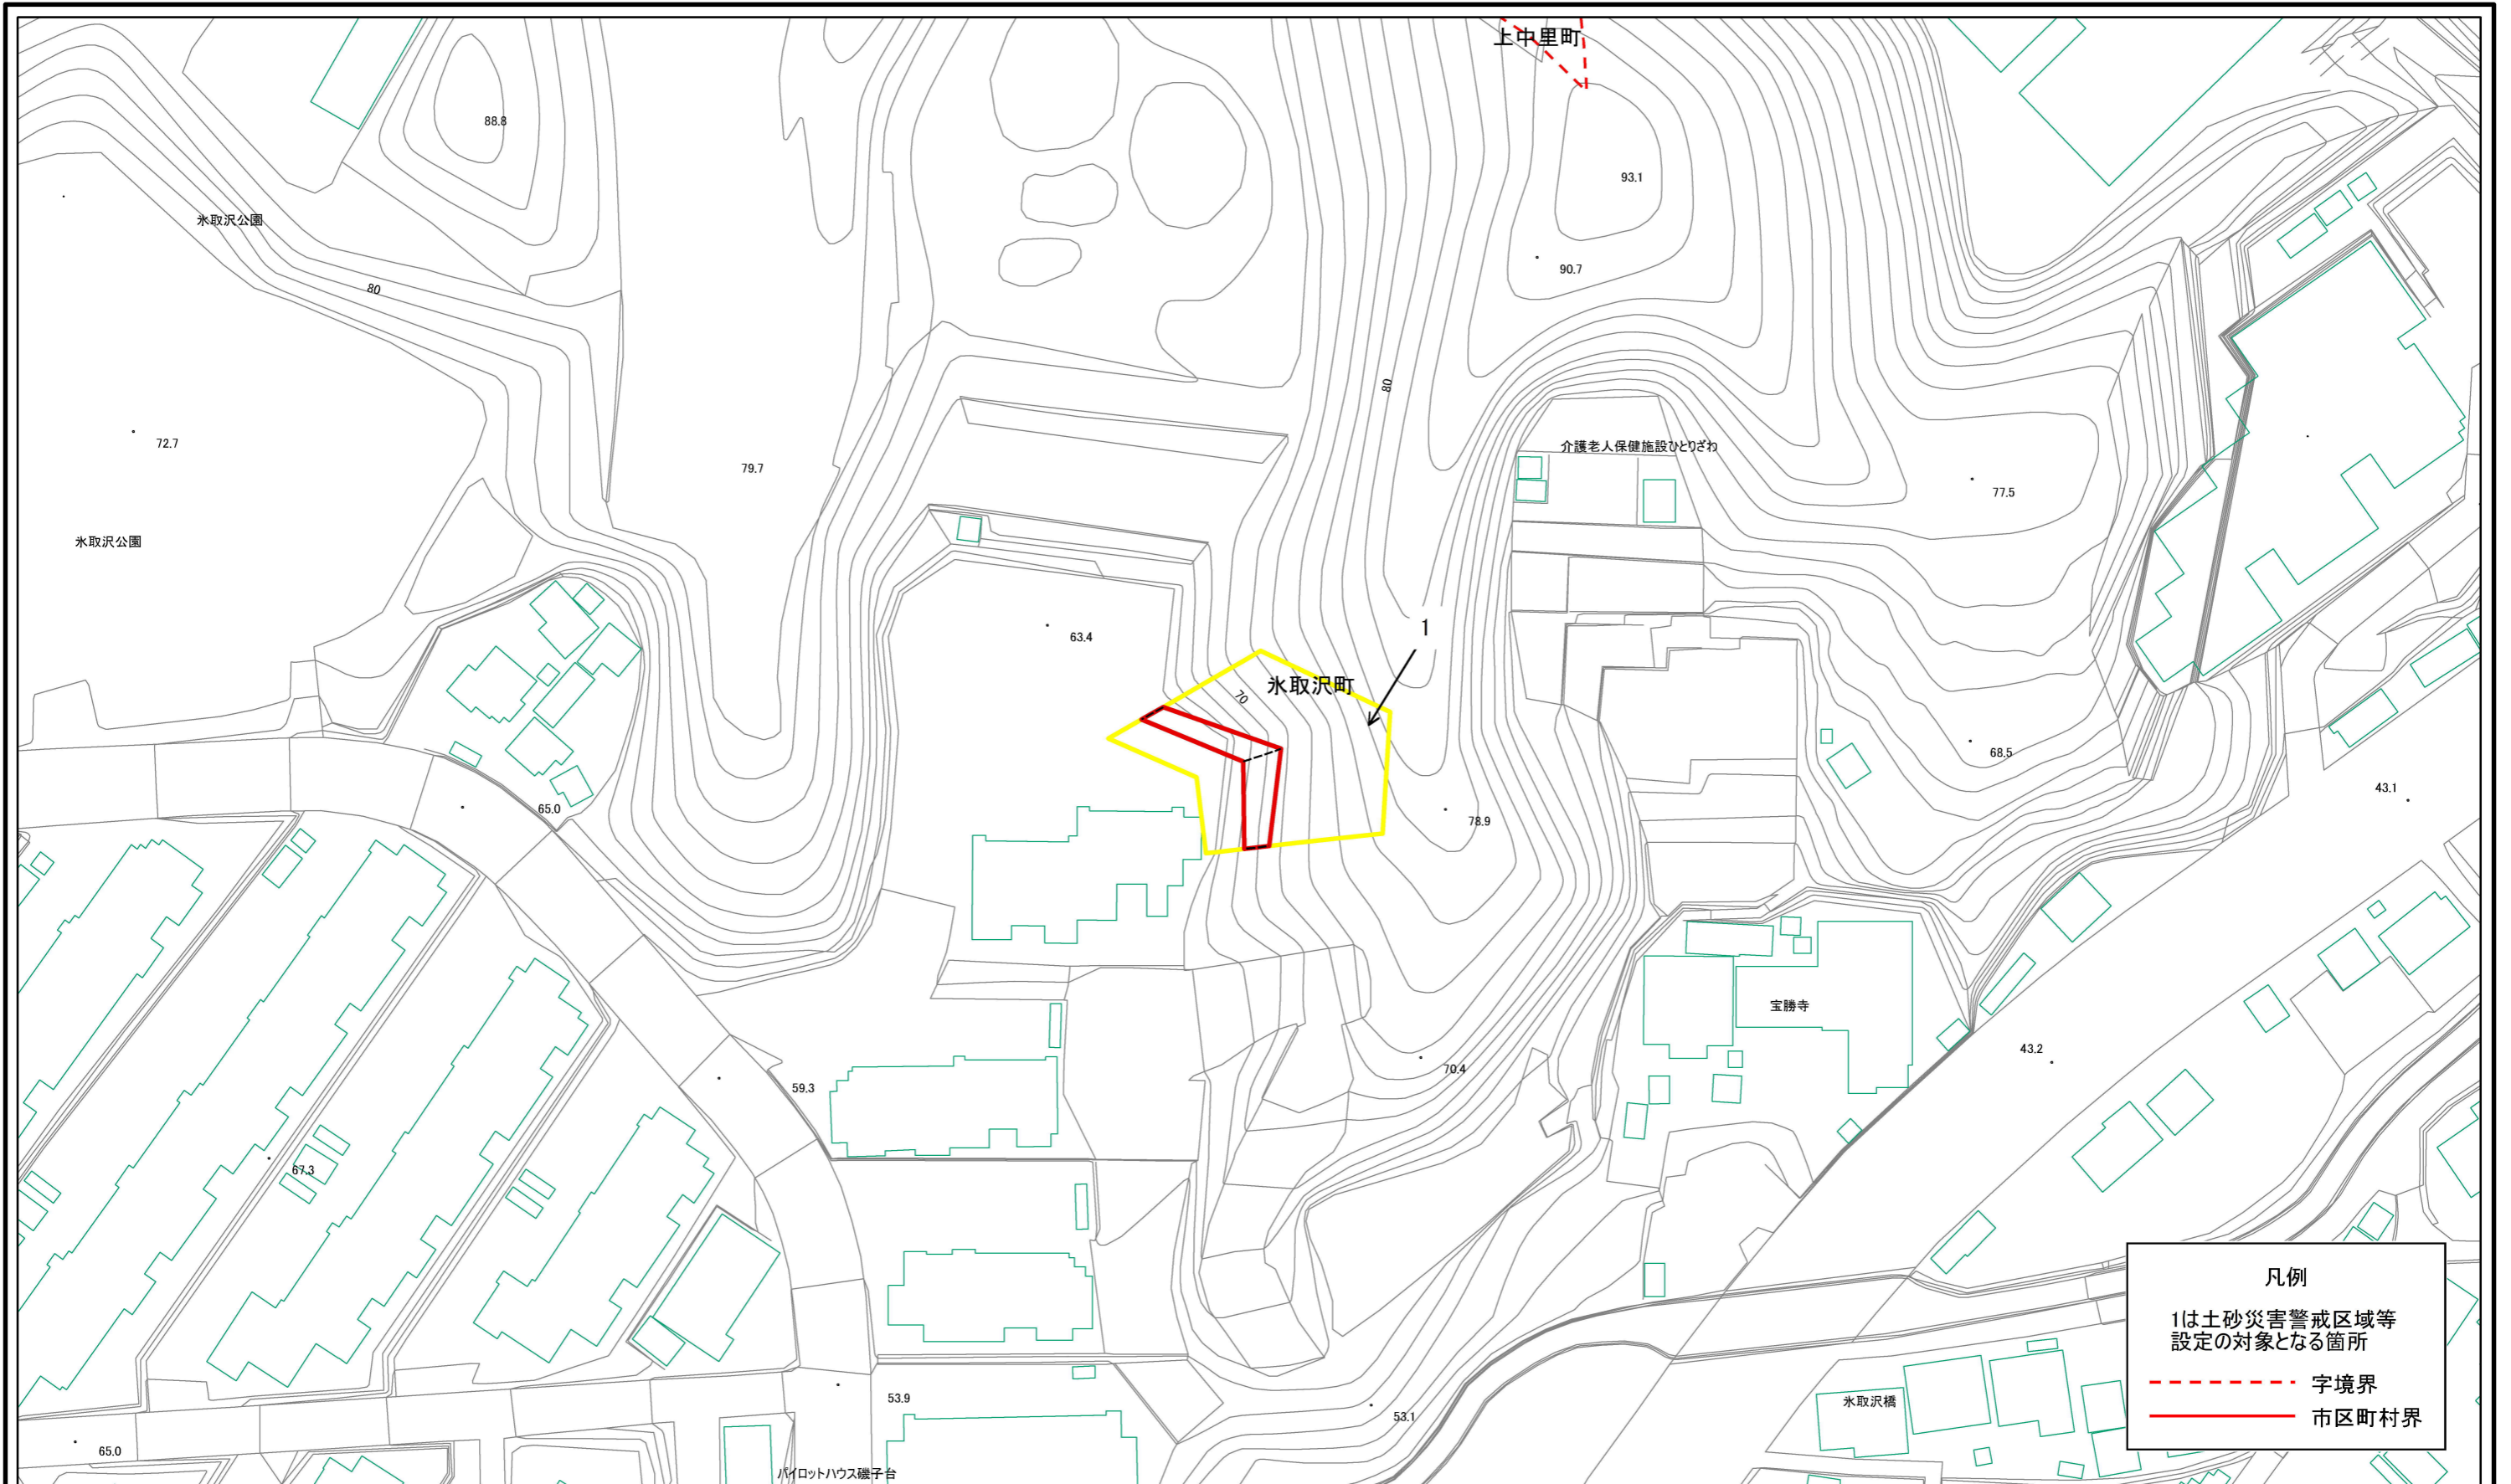 上中里町
88.8
93.1
氷取沢公園
90.7
80
80
72.7
79.7
介護老人保健施設ひとりざわ
77.5
氷取沢公園
63.4
1
氷取沢町
70
68.5
43.1
65.0
78.9
宝勝寺
43.2
70.4
59.3
67.3
凡例
1は土砂災害警戒区域等
設定の対象となる箇所
字境界
市区町村界
53.9
53.1
氷取沢橋
65.0
パイロットハウス磯子台